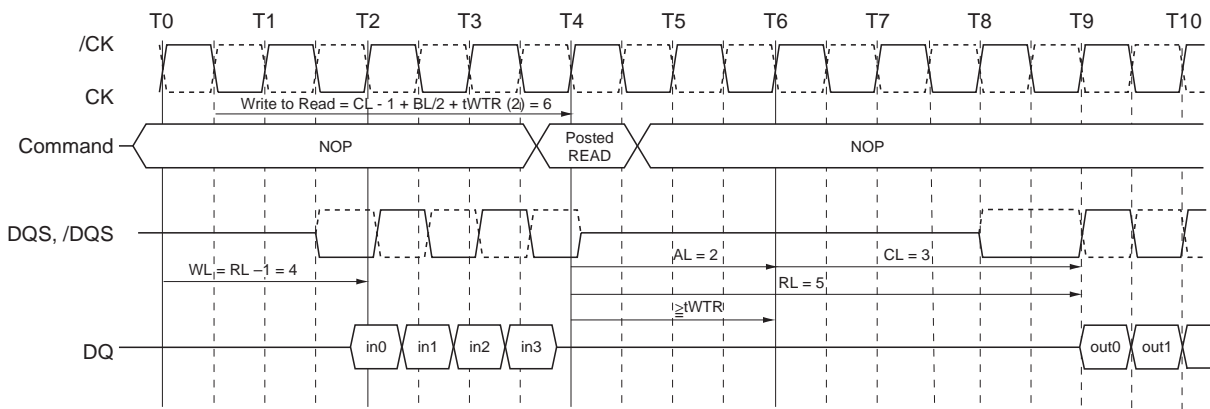 T0 T1 T2 T3 T4 T5 T6 T7 T8 T9 T10
/CK
CK
Write to Read = CL - 1 + BL/2 + tWTR (2) = 6
Command
NOP
Posted
READ
NOP
DQS, /DQS
WL = RL –1 = 4
AL = 2
CL = 3
RL = 5
≧tWTR
DQ
in0 in1 in2 in3
out0 out1